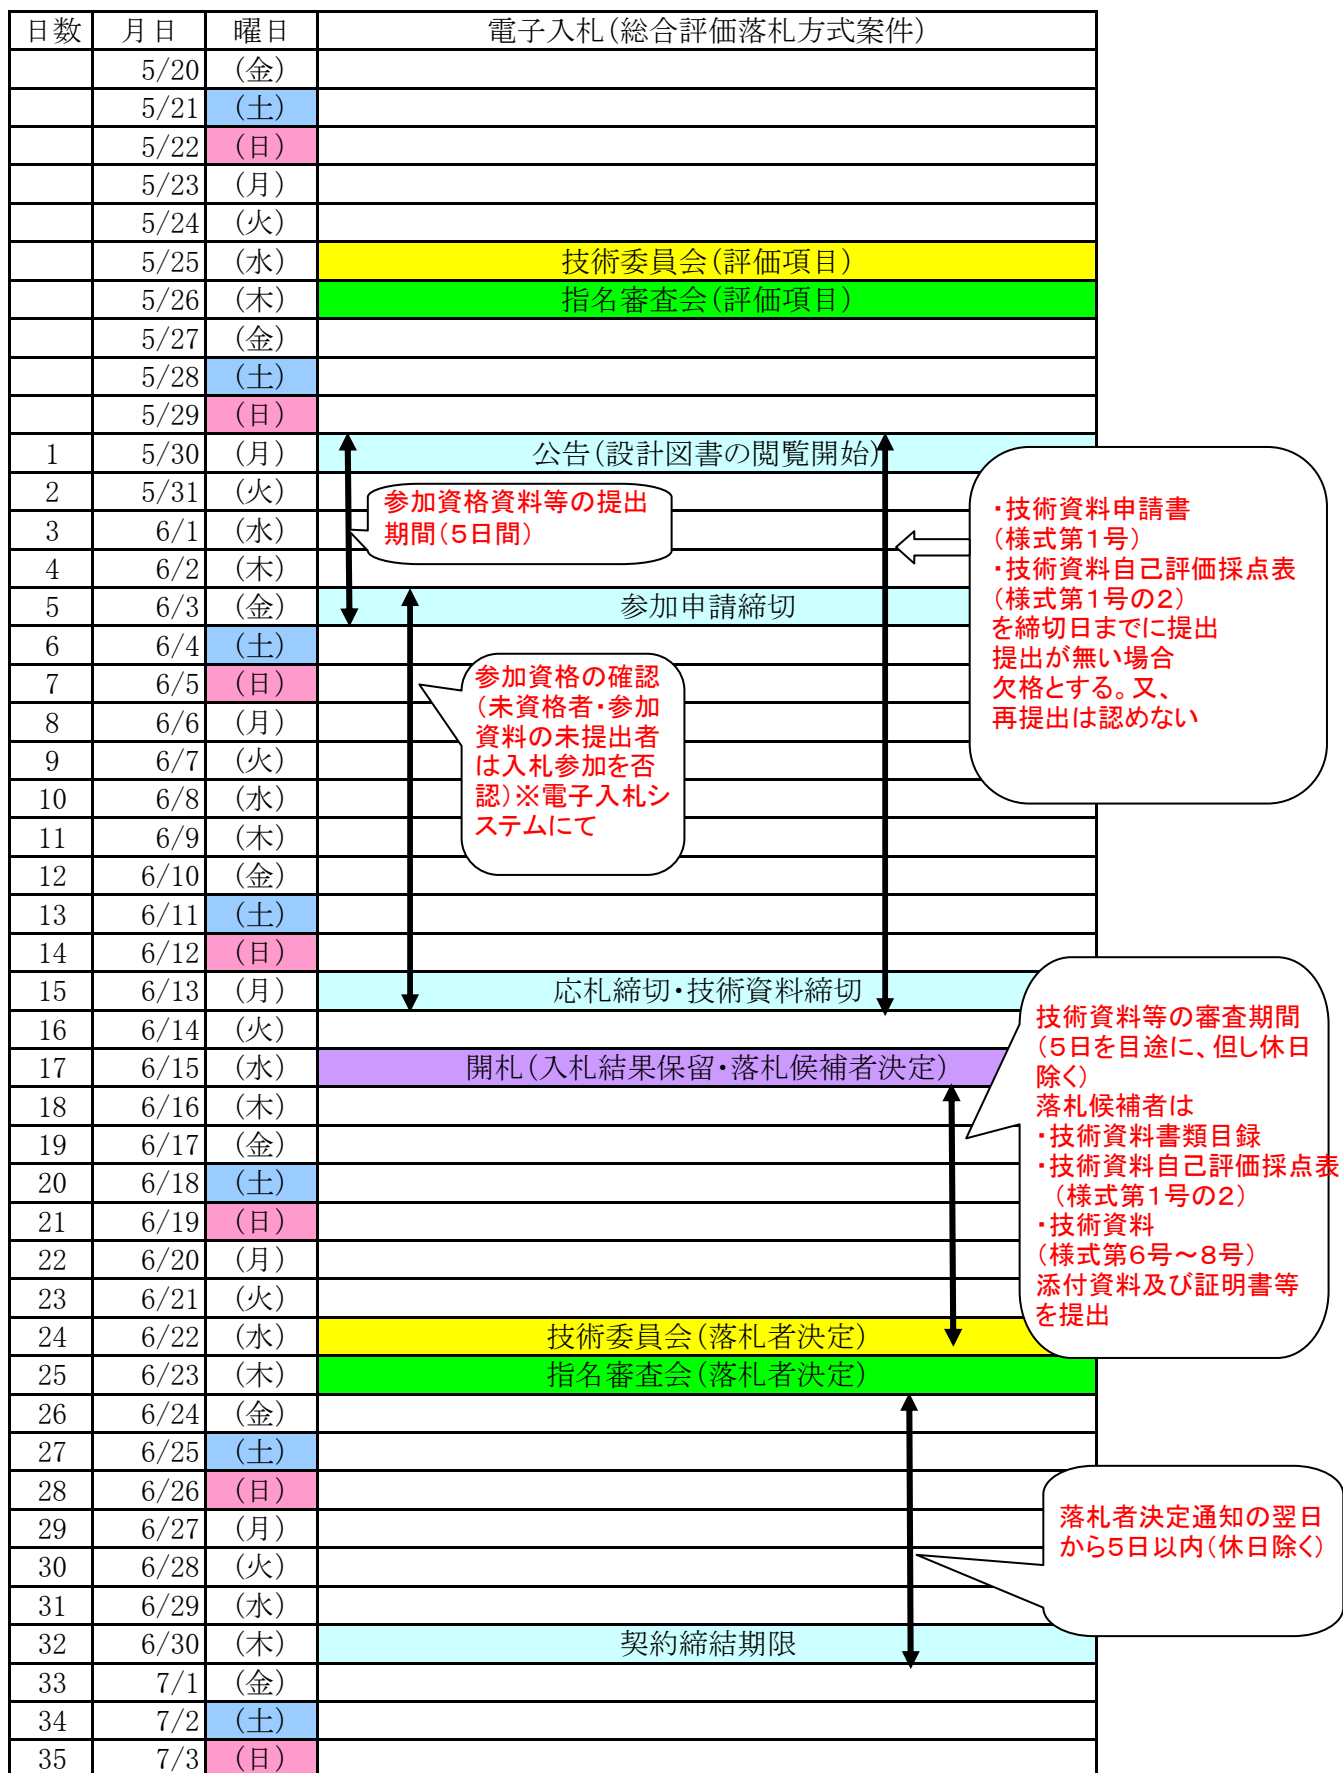 日数 月日 曜日 電子入札(総合評価落札方式案件)
5/20 (金)
5/21 (土)
5/22 (日)
5/23 (月)
5/24 (火)
5/25 (水) 技術委員会(評価項目)
5/26 (木) 指名審査会(評価項目)
5/27 (金)
5/28 (土)
5/29 (日)
1 5/30 (月) 公告(設計図書の閲覧開始)
2 5/31 (火)
3 6/1 (水)
4 6/2 (木)
5 6/3 (金) 参加申請締切
6 6/4 (土)
7 6/5 (日)
8 6/6 (月)
9 6/7 (火)
10 6/8 (水)
11 6/9 (木)
12 6/10 (金)
13 6/11 (土)
14 6/12 (日)
15 6/13 (月) 応札締切・技術資料締切
16 6/14 (火)
17 6/15 (水) 開札(入札結果保留・落札候補者決定)
18 6/16 (木)
19 6/17 (金)
20 6/18 (土)
21 6/19 (日)
22 6/20 (月)
23 6/21 (火)
24 6/22 (水) 技術委員会(落札者決定)
25 6/23 (木) 指名審査会(落札者決定)
26 6/24 (金)
27 6/25 (土)
28 6/26 (日)
29 6/27 (月)
30 6/28 (火)
31 6/29 (水)
32 6/30 (木) 契約締結期限
33 7/1 (金)
34 7/2 (土)
35 7/3 (日)
参加資格資料等の提出
期間(5日間)
・技術資料申請書
(様式第1号)
・技術資料自己評価採点表
(様式第1号の2)
を締切日までに提出
提出が無い場合
欠格とする。又、
再提出は認めない
参加資格の確認
(未資格者・参加
資料の未提出者
は入札参加を否
認)※電子入札シ
ステムにて
技術資料等の審査期間
(5日を目途に、但し休日
除く)
落札候補者は
・技術資料書類目録
・技術資料自己評価採点表
(様式第1号の2)
・技術資料
(様式第6号～8号)
添付資料及び証明書等
を提出
落札者決定通知の翌日
から5日以内(休日除く)